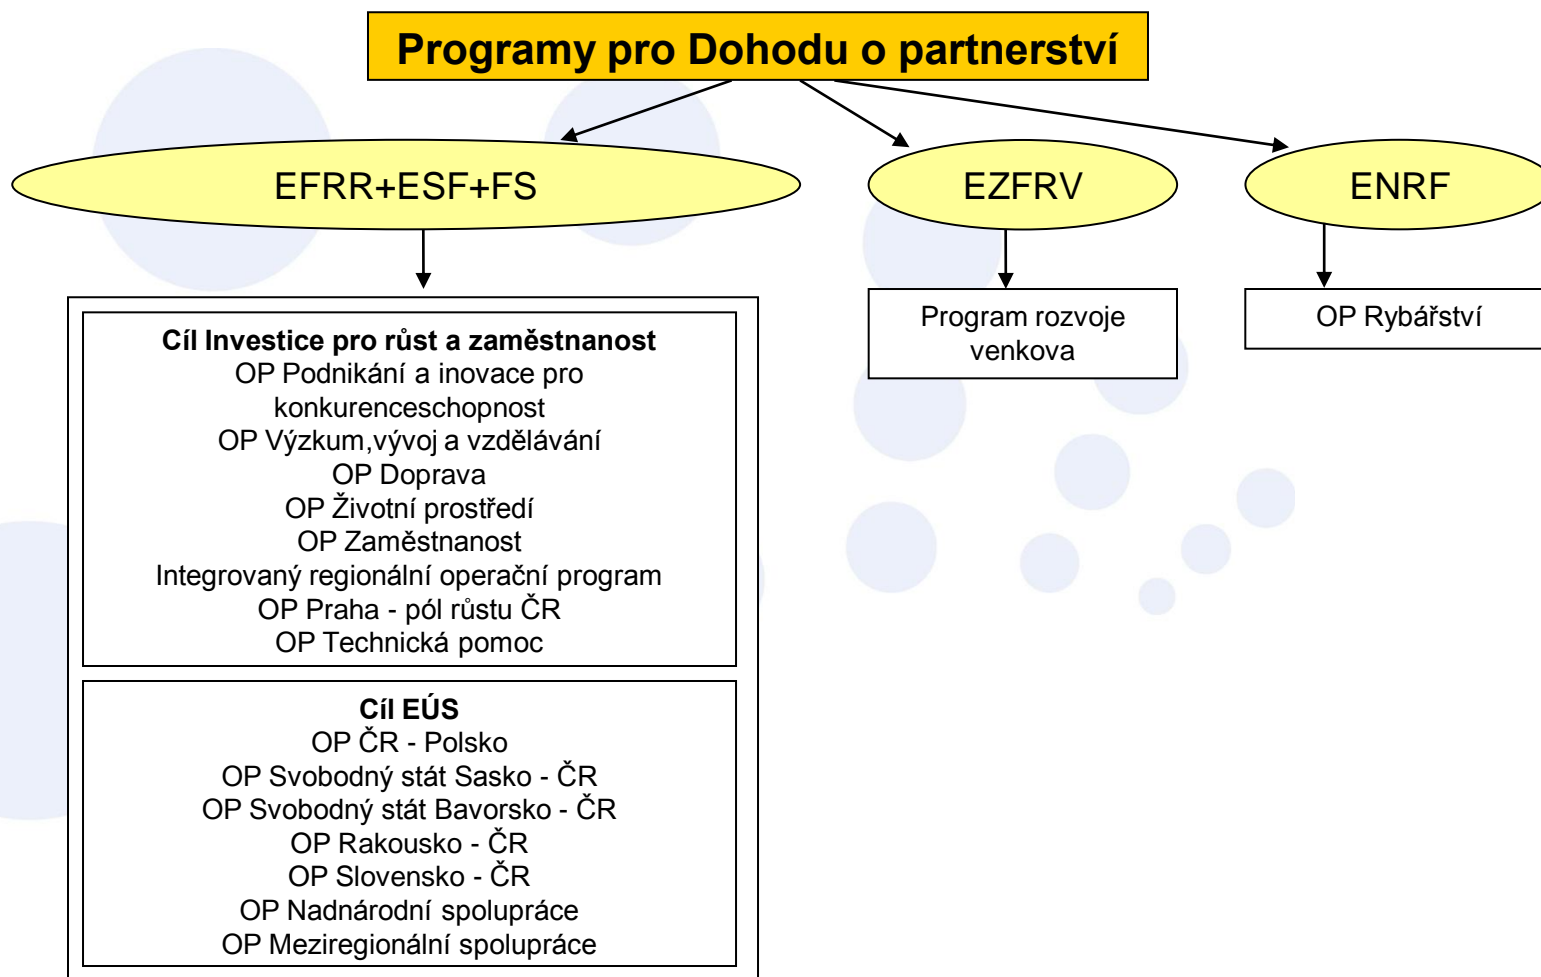 Programy pro Dohodu o partnerství
EFRR+ESF+FS
EZFRV
ENRF
Cíl Investice pro růst a zaměstnanost
OP Podnikání a inovace pro
konkurenceschopnost
OP Výzkum,vývoj a vzdělávání
OP Doprava
OP Životní prostředí
OP Zaměstnanost
Integrovaný regionální operační program
OP Praha - pól růstu ČR
OP Technická pomoc
Cíl EÚS
OP ČR - Polsko
OP Svobodný stát Sasko - ČR
OP Svobodný stát Bavorsko - ČR
OP Rakousko - ČR
OP Slovensko - ČR
OP Nadnárodní spolupráce
OP Meziregionální spolupráce
Program rozvoje
venkova
OP Rybářství